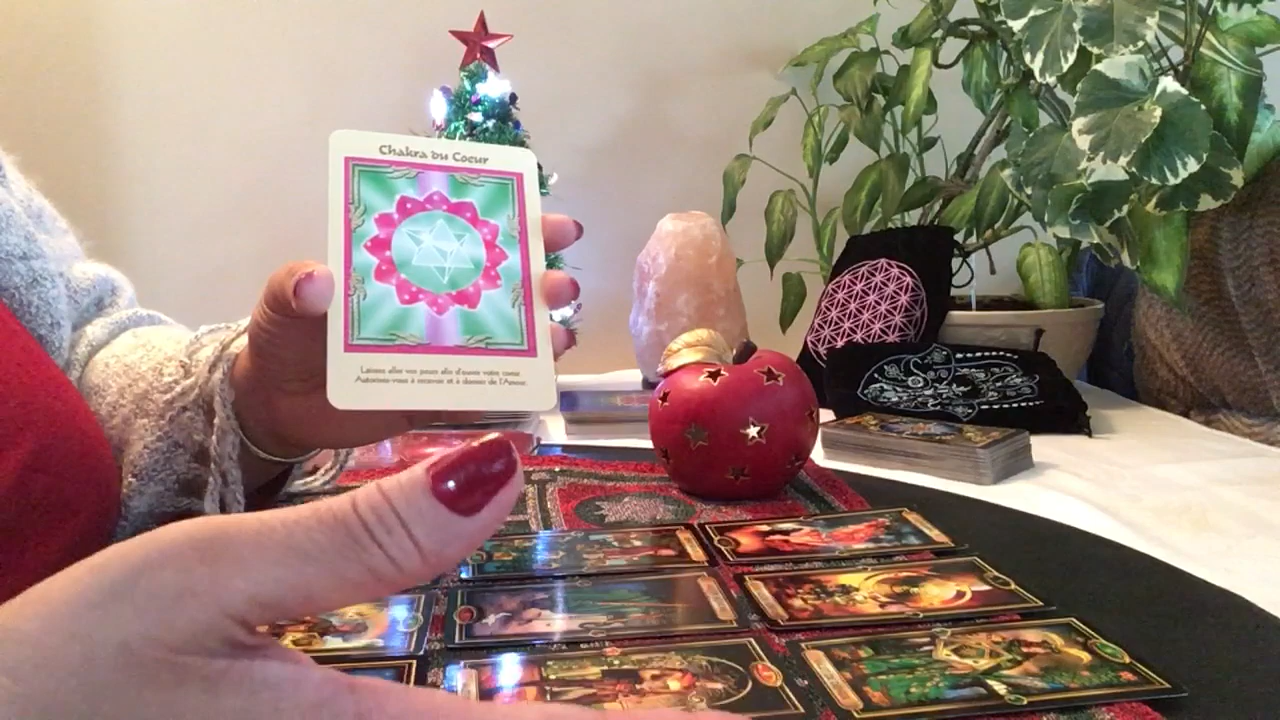 Chakra du Coeur
Laissez aller vos peurs afin d'ouvrir votre coeur.
Autorisez-vous à recevoir et à donner de l'Amour.